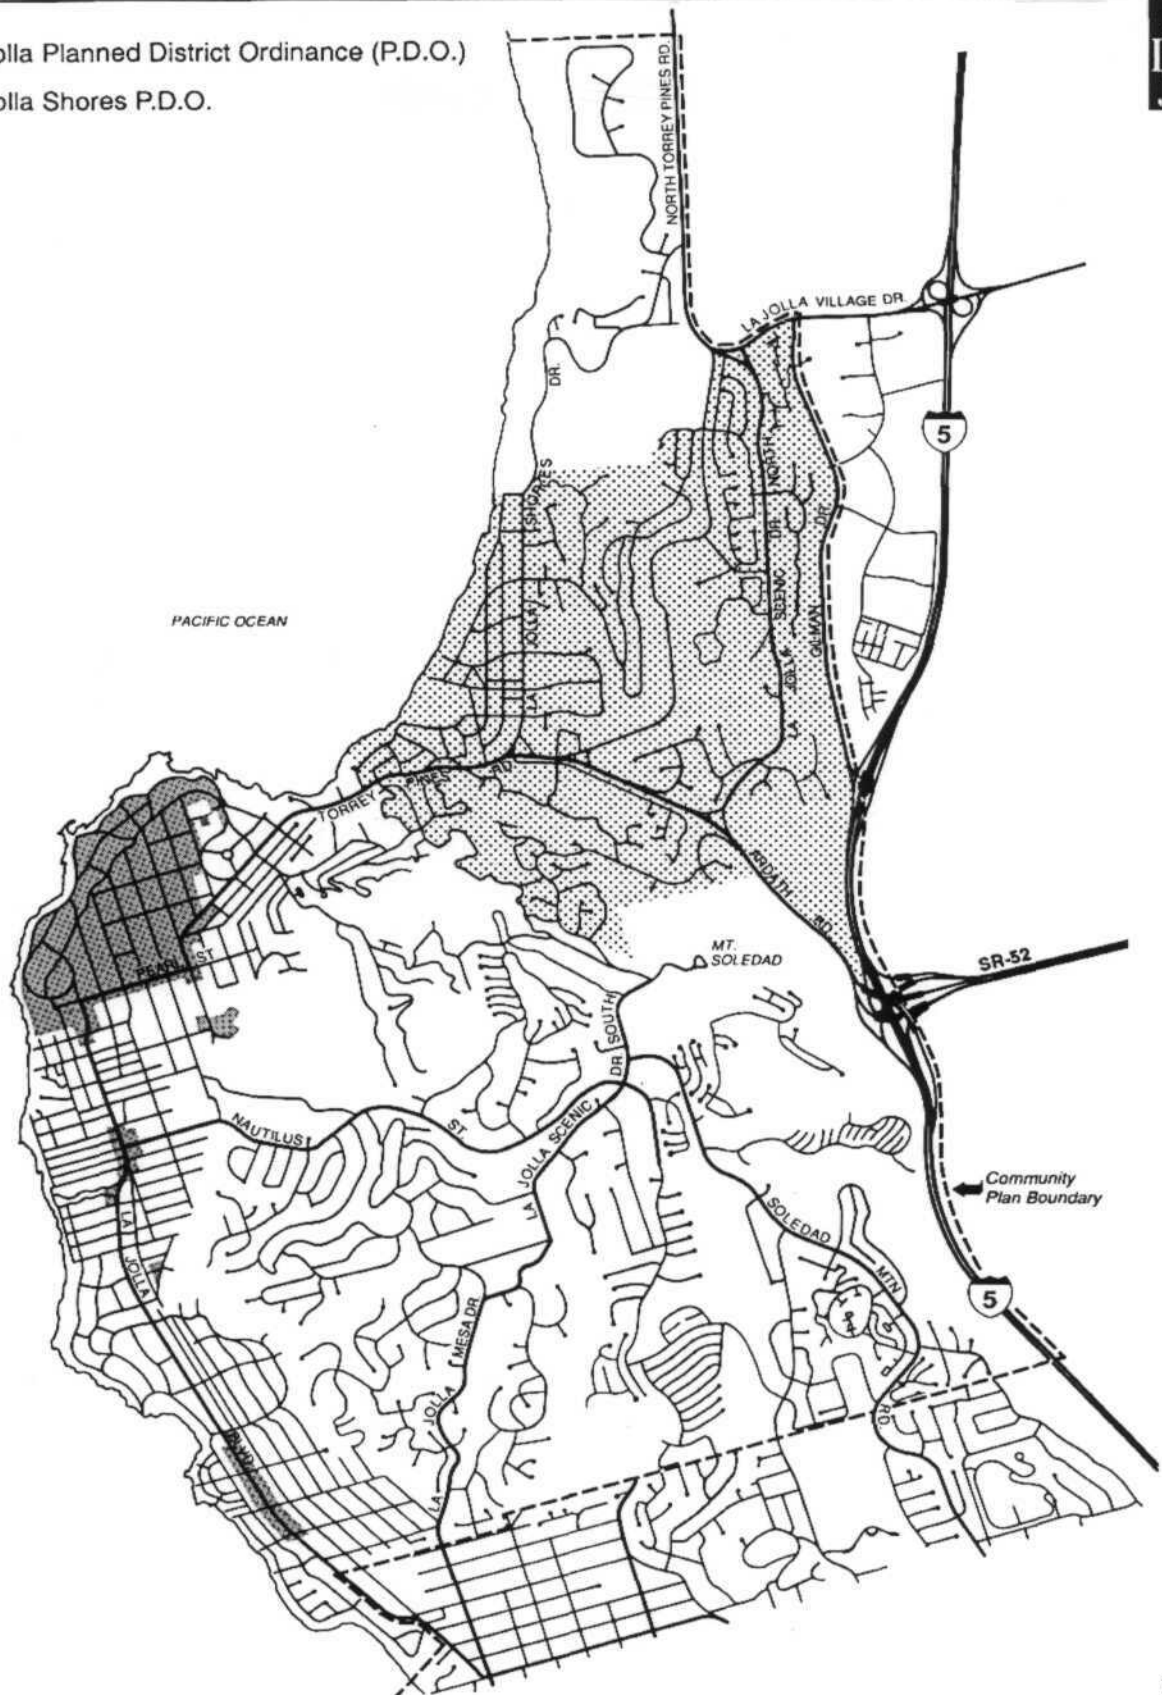 olla Planned District Ordinance (P.D.O.)
olla Shores P.D.O.
NORTH TORREY PINES RD.
LA JOLLA VILLAGE DR.
DR.
SHORES
JOLLA
LA
5
NORTH
DR.
SCENIC
JOLLA
LA
DR.
GILMAN
PACIFIC OCEAN
TORREY PINES RD.
ARDATH RD.
PEARL ST.
MT.
SOLEDAD
SR-52
DR. SOUTH
LA JOLLA SCENIC
NAUTILUS ST.
Community
Plan Boundary
SOLEDAD MTN
RD
5
LA JOLLA
BLVD
MESA DR.
JOLLA
LA